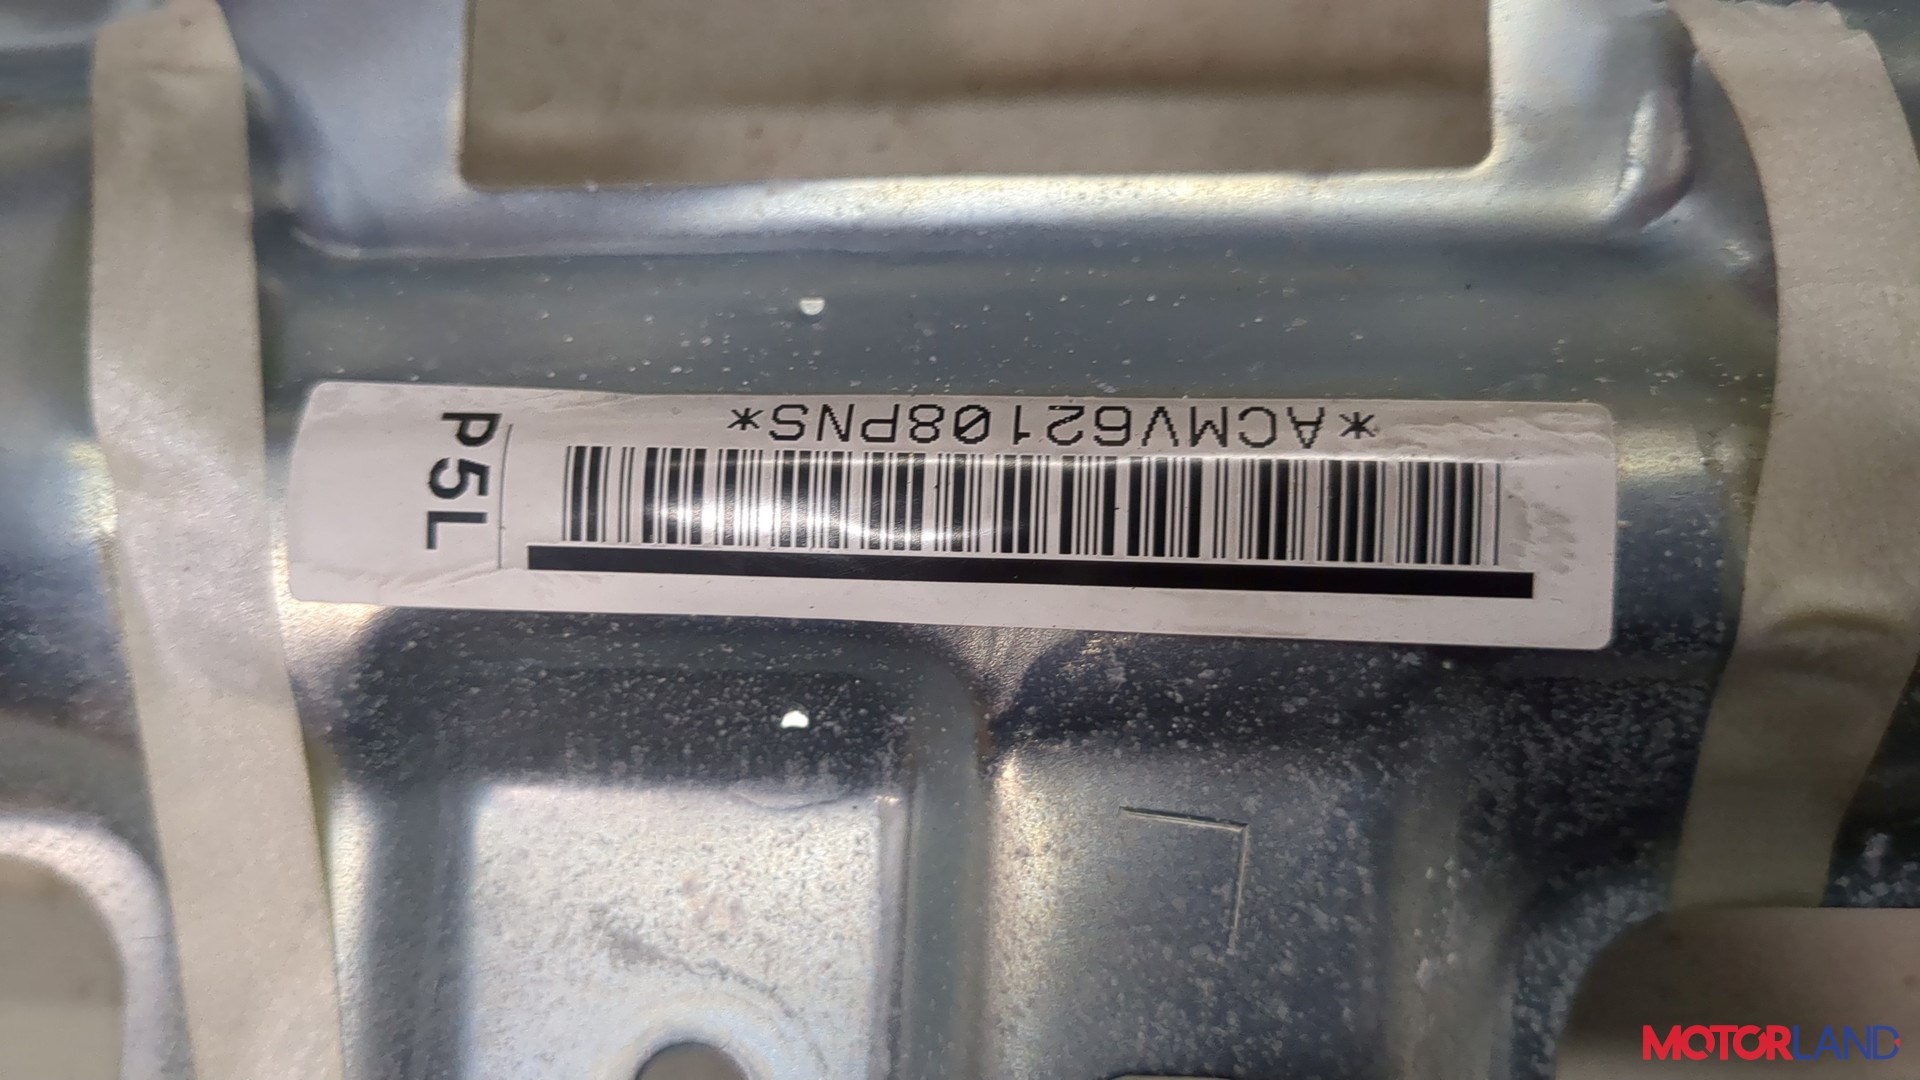 *ACMV62108PNS*
P5L
MOTORLAND